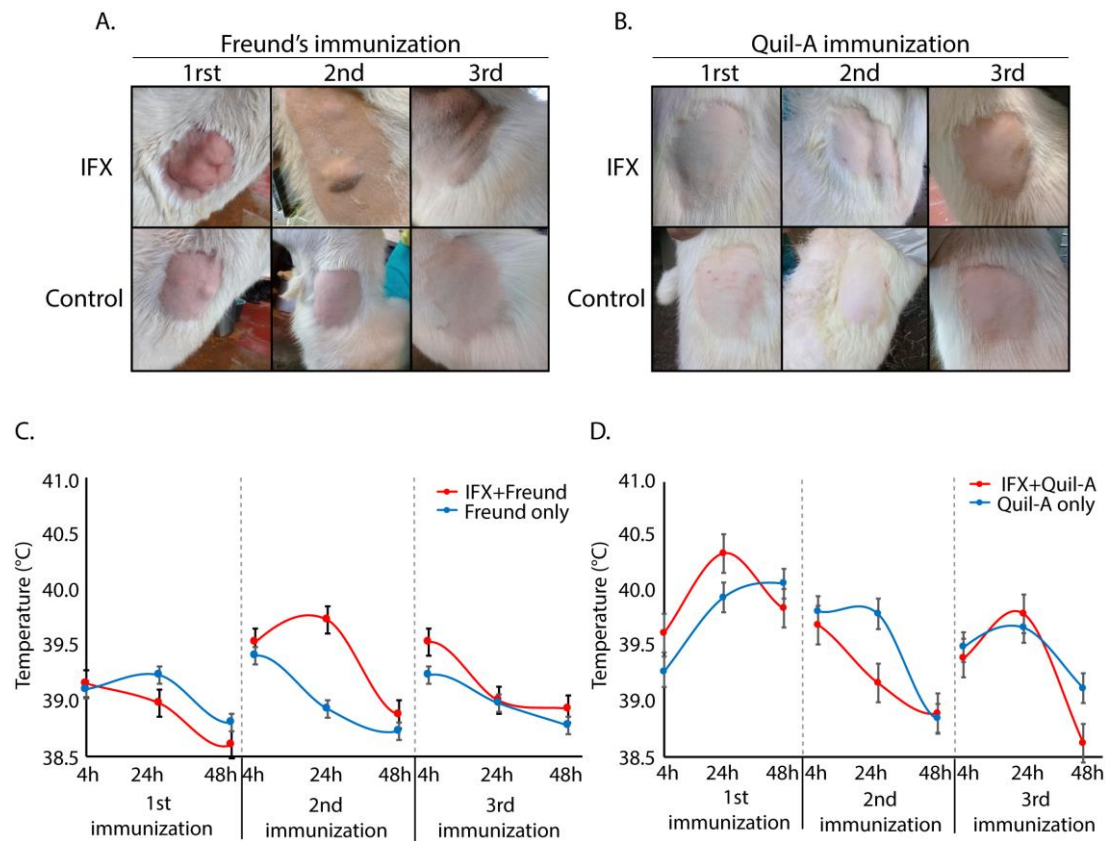 A.
Freund's immunization
1rst 2nd 3rd
IFX
Control
B.
Quil-A immunization
1rst 2nd 3rd
IFX
Control
C.
Temperature (°C)
41.0
40.5
40.0
39.5
39.0
38.5
IFX+Freund
Freund only
4h 24h 48h 4h 24h 48h 4h 24h 48h
1st immunization
2nd immunization
3rd immunization
D.
Temperature (°C)
41.0
40.5
40.0
39.5
39.0
38.5
IFX+Quil-A
Quil-A only
4h 24h 48h 4h 24h 48h 4h 24h 48h
1st
immunization
2nd
immunization
3rd
immunization